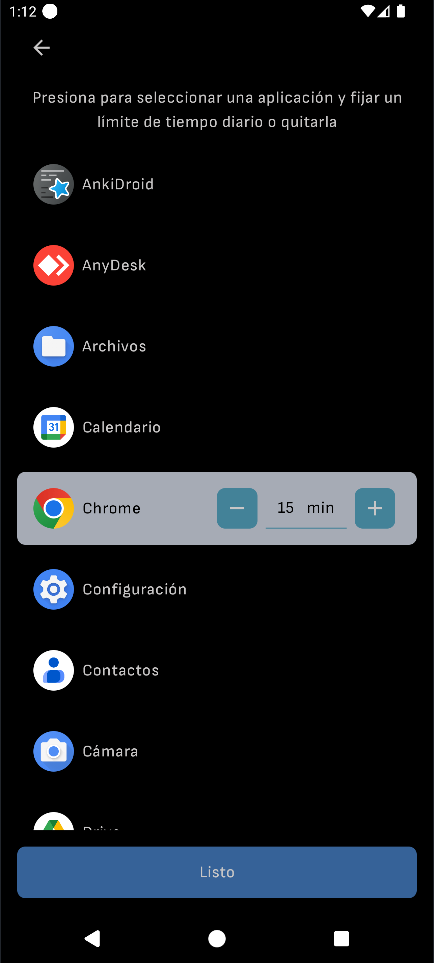 1:12
Presiona para seleccionar una aplicación y fijar un
límite de tiempo diario o quitarla
AnkiDroid
AnyDesk
Archivos
31
Calendario
Chrome
15 min
Configuración
Contactos
Cámara
Drive
Listo